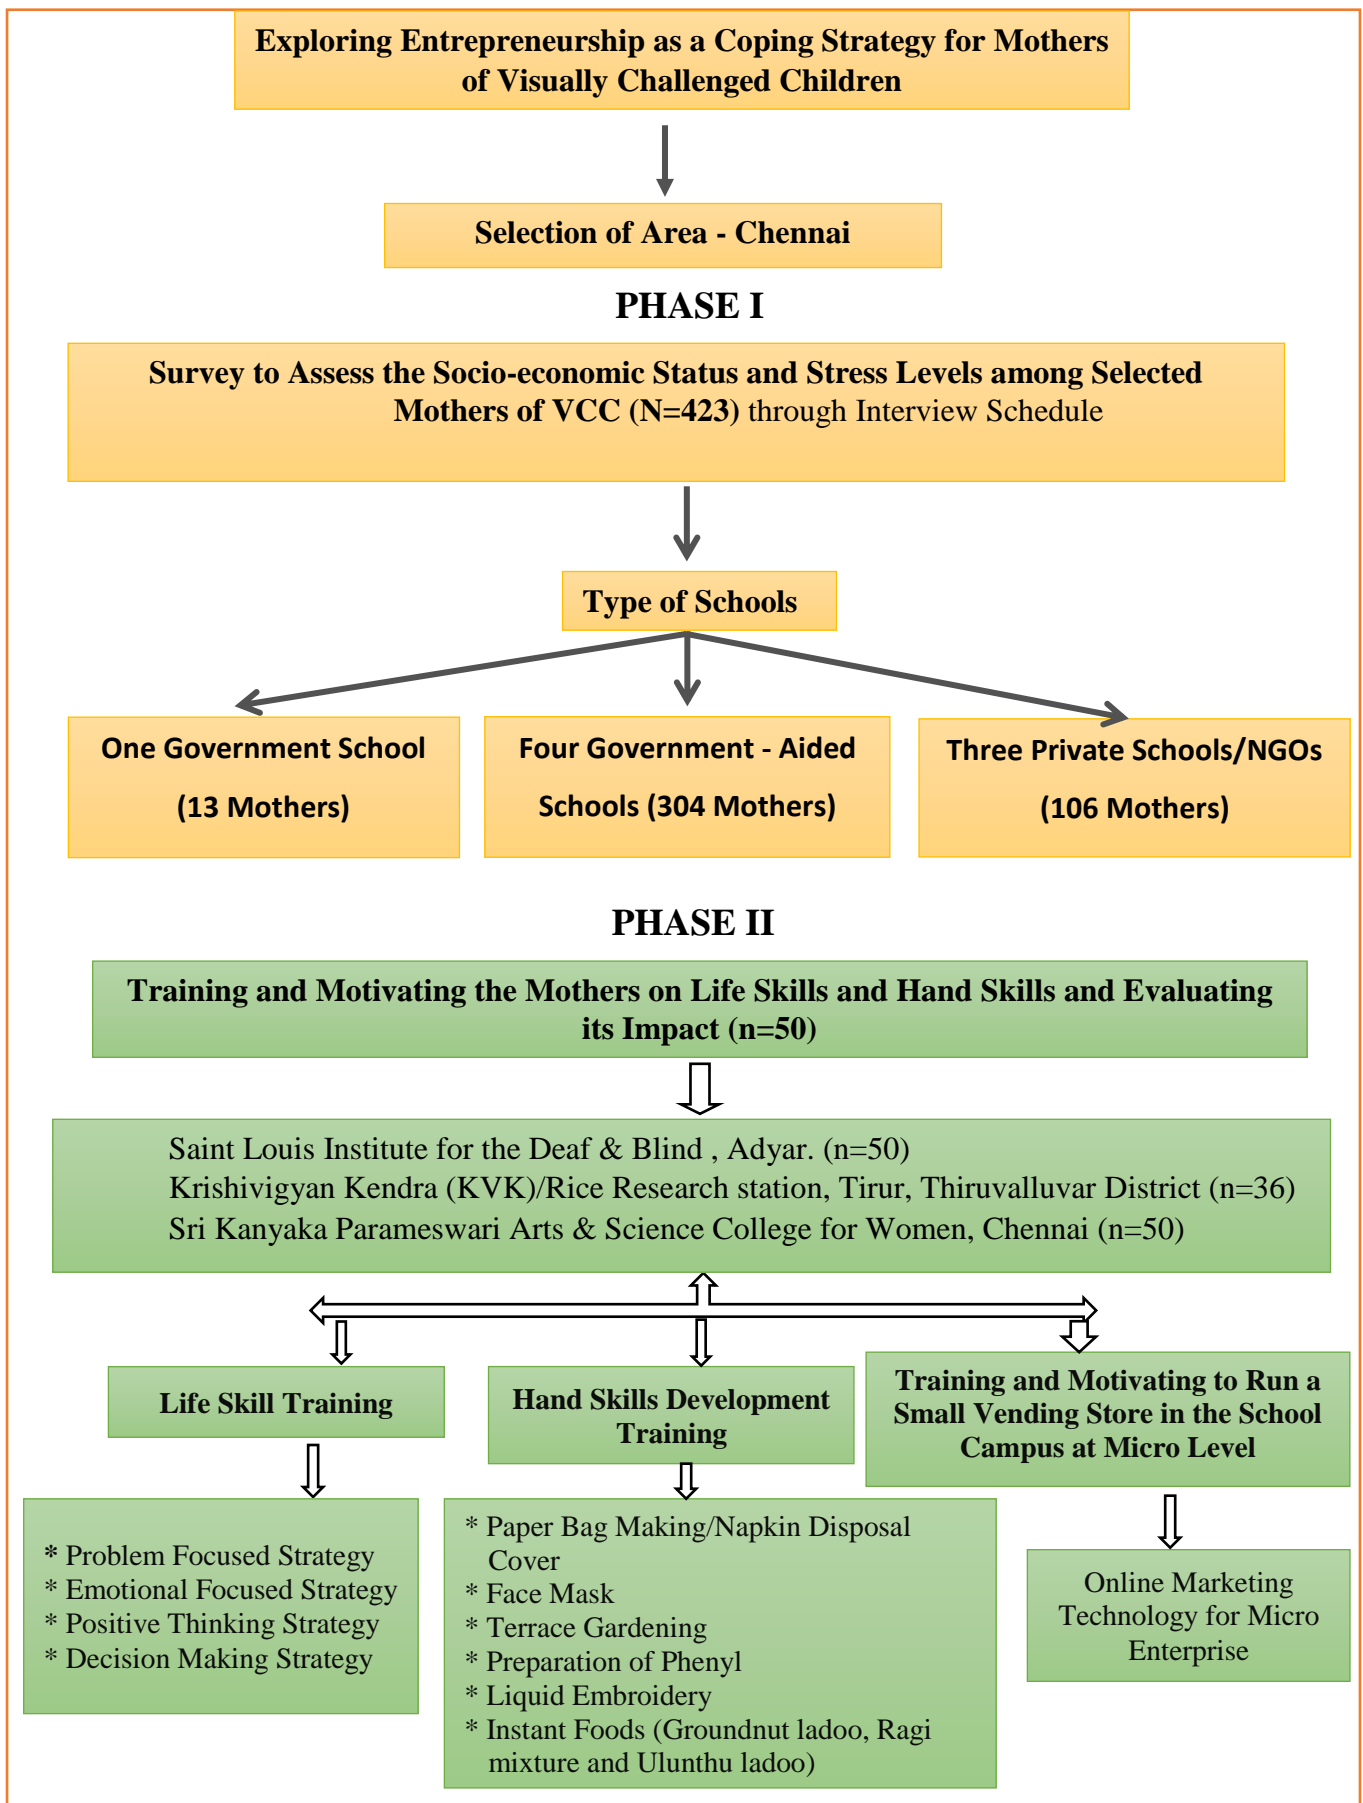 Exploring Entrepreneurship as a Coping Strategy for Mothers
of Visually Challenged Children
Selection of Area - Chennai
PHASE I
Survey to Assess the Socio-economic Status and Stress Levels among Selected
Mothers of VCC (N=423) through Interview Schedule
Type of Schools
One Government School
(13 Mothers)
Four Government - Aided
Schools (304 Mothers)
Three Private Schools/NGOs
(106 Mothers)
PHASE II
Training and Motivating the Mothers on Life Skills and Hand Skills and Evaluating
its Impact (n=50)
Saint Louis Institute for the Deaf & Blind , Adyar. (n=50)
Krishivigyan Kendra (KVK)/Rice Research station, Tirur, Thiruvalluvar District (n=36)
Sri Kanyaka Parameswari Arts & Science College for Women, Chennai (n=50)
Life Skill Training
Hand Skills Development
Training
Training and Motivating to Run a
Small Vending Store in the School
Campus at Micro Level
* Problem Focused Strategy
* Emotional Focused Strategy
* Positive Thinking Strategy
* Decision Making Strategy
* Paper Bag Making/Napkin Disposal
Cover
* Face Mask
* Terrace Gardening
* Preparation of Phenyl
* Liquid Embroidery
* Instant Foods (Groundnut ladoo, Ragi
mixture and Ulunthu ladoo)
Online Marketing
Technology for Micro
Enterprise